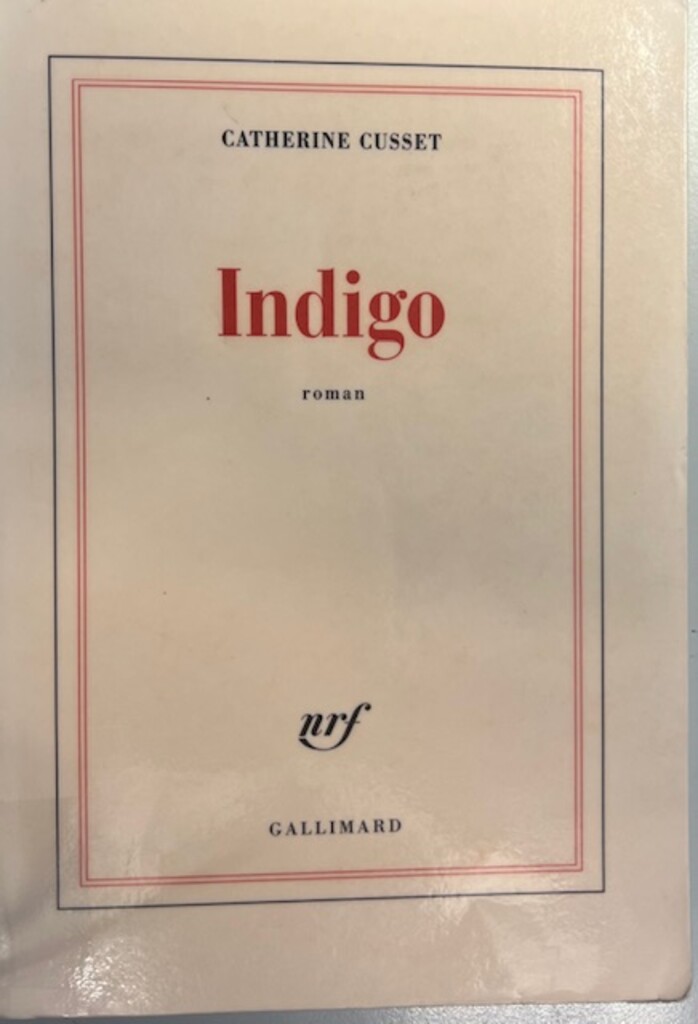 CATHERINE CUSSET
Indigo
roman
nrf
GALLIMARD